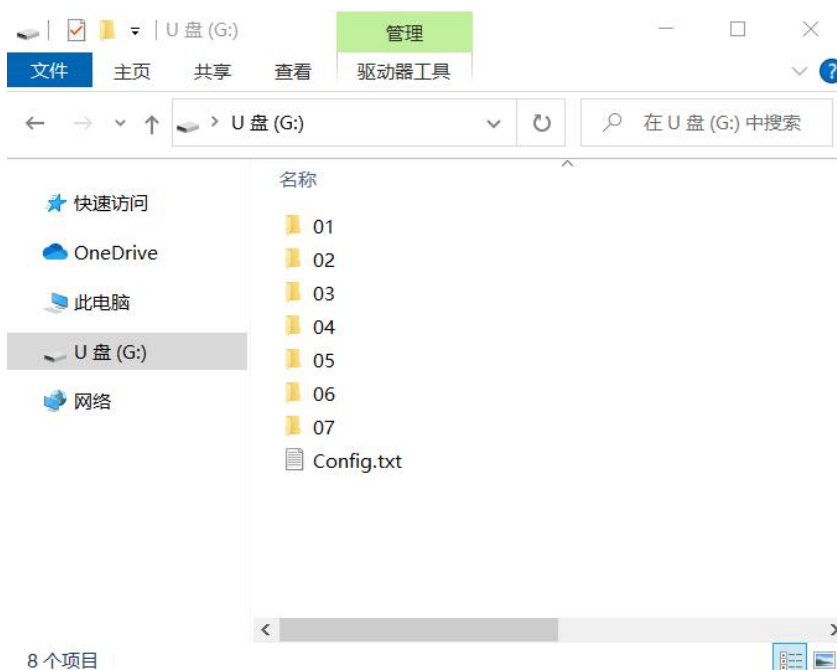 U 盘 (G:)
管理
文件 主页 共享 查看 驱动器工具 ?
U 盘 (G:) 在 U 盘 (G:) 中搜索
名称
快速访问
OneDrive
此电脑
U 盘 (G:)
网络
01
02
03
04
05
06
07
Config.txt
8 个项目